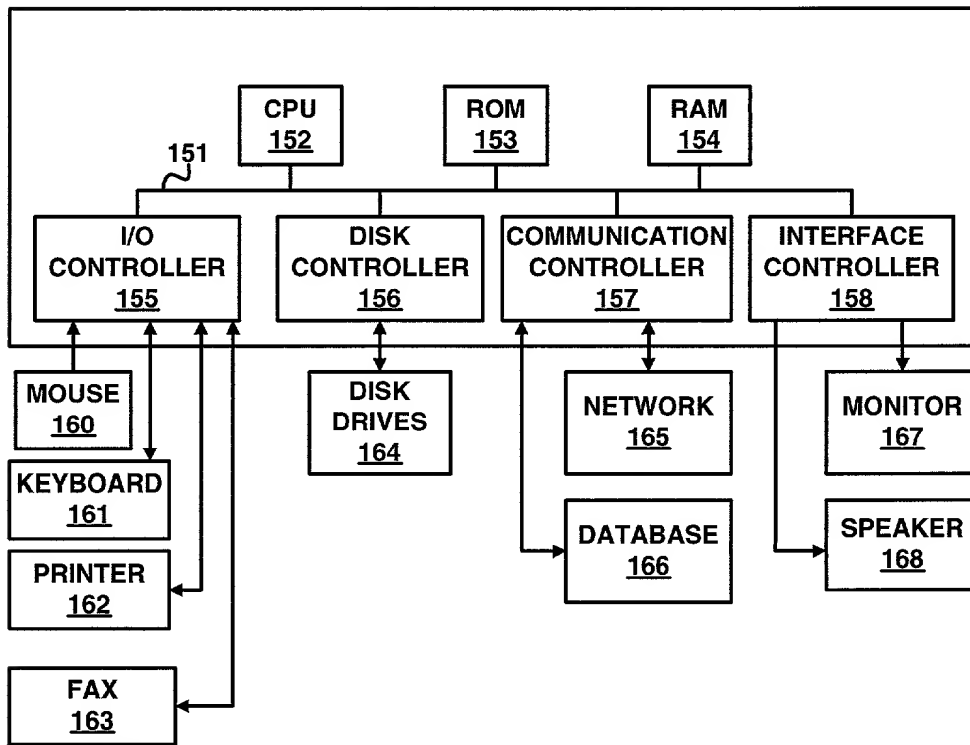 CPU
152
ROM
153
RAM
154
151
I/O
CONTROLLER
155
DISK
CONTROLLER
156
COMMUNICATION
CONTROLLER
157
INTERFACE
CONTROLLER
158
MOUSE
160
DISK
DRIVES
164
NETWORK
165
MONITOR
167
KEYBOARD
161
DATABASE
166
SPEAKER
168
PRINTER
162
FAX
163